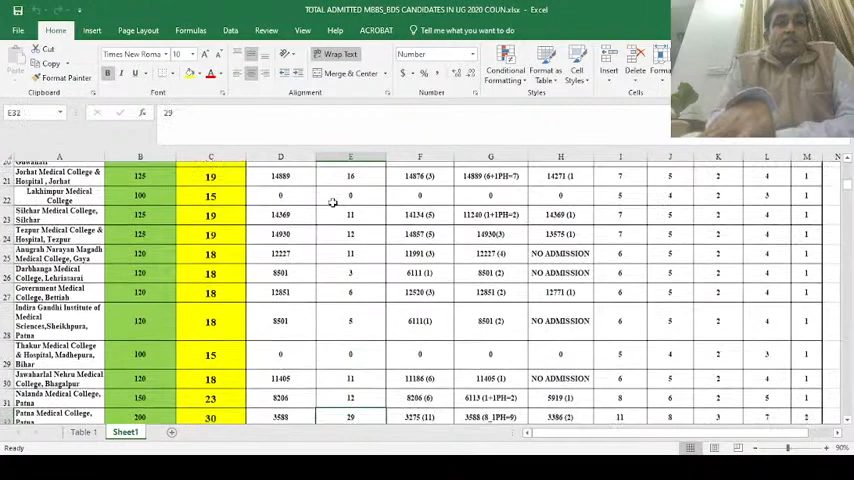 TOTAL ADMITTED MBBS_BDS CANDIDATES IN UG 2020 COUN.xlsx - Excel
File Home Insert Page Layout Formulas Data Review View Help ACROBAT Tell me what you want to do
Cut
Copy
Format Painter
Paste
Clipboard
Times New Roma 10
B I U
Font
Wrap Text
Merge & Center
Alignment
Number
$ % ,
Number
Conditional Formatting
Format as Table
Cell Styles
Styles
Insert Delete Forma
Cells
E32 fx 29
A B C D E F G H I J K L M N
Guwahati
21 Jorhat Medical College & Hospital , Jorhat 125 19 14889 16 14876 (3) 14889 (6+1PH=7) 14271 (1 7 5 2 4 1
22 Lakhimpur Medical College 100 15 0 0 0 0 0 5 4 2 3 1
23 Silchar Medical College, Silchar 125 19 14369 11 14134 (5) 11240 (1+1PH=2) 14369 (1) 7 5 2 4 1
24 Tezpur Medical College & Hospital, Tezpur 125 19 14930 12 14857 (5) 14930(3) 13575 (1) 7 5 2 4 1
25 Anugrah Narayan Magadh Medical College, Gaya 120 18 12227 11 11991 (3) 12227 (4) NO ADMISSION 6 5 2 4 1
26 Darbhanga Medical College, Lehriasarai 120 18 8501 3 6111 (1) 8501 (2) NO ADMISSION 6 5 2 4 1
27 Government Medical College, Bettiah 120 18 12851 6 12520 (3) 12851 (2) 12771 (1) 6 5 2 4 1
28 Indira Gandhi Institute of Medical Sciences,Sheikhpura, Patna 120 18 8501 5 6111(1) 8501 (2) NO ADMISSION 6 5 2 4 1
29 Thakur Medical College & Hospital, Madhepura, Bihar 100 15 0 0 0 0 0 5 4 2 3 1
30 Jawaharlal Nehru Medical College, Bhagalpur 120 18 11405 11 11186 (6) 11405 (1) NO ADMISSION 6 5 2 4 1
31 Nalanda Medical College, Patna 150 23 8206 12 8206 (6) 6113 (1+1PH=2) 5919 (1) 8 6 2 5 1
Patna Medical College, Patna 200 30 3588 29 3275 (11) 3588 (8_1PH=9) 3386 (2) 11 8 3 7 2
Table 1 Sheet1
Ready 90%